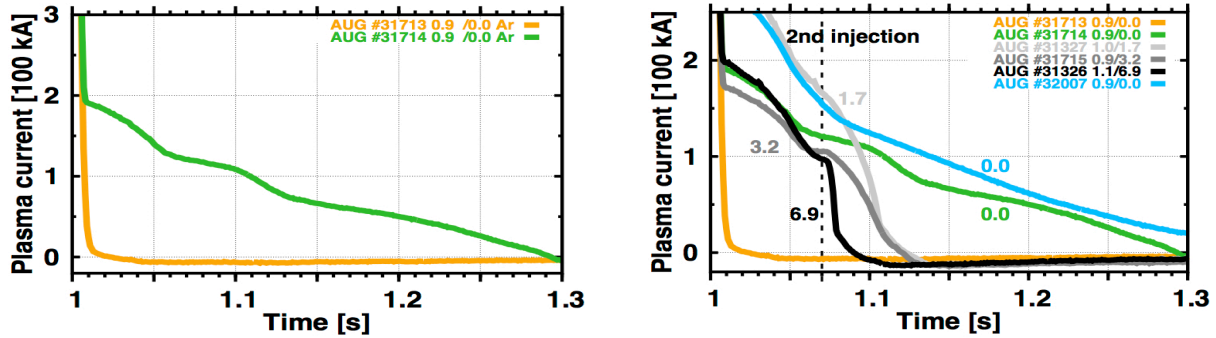 3
AUG #31713 0.9 /0.0 Ar
AUG #31714 0.9 /0.0 Ar
2
1
0
Plasma current [100 kA]
1
1.1
1.2
1.3
Time [s]
2nd injection
AUG #31713 0.9/0.0
AUG #31714 0.9/0.0
AUG #31327 1.0/1.7
AUG #31715 0.9/3.2
AUG #31326 1.1/6.9
AUG #32007 0.9/0.0
2
1.7
3.2
1
0.0
0.0
6.9
0
Plasma current [100 kA]
1
1.1
1.2
1.3
Time [s]